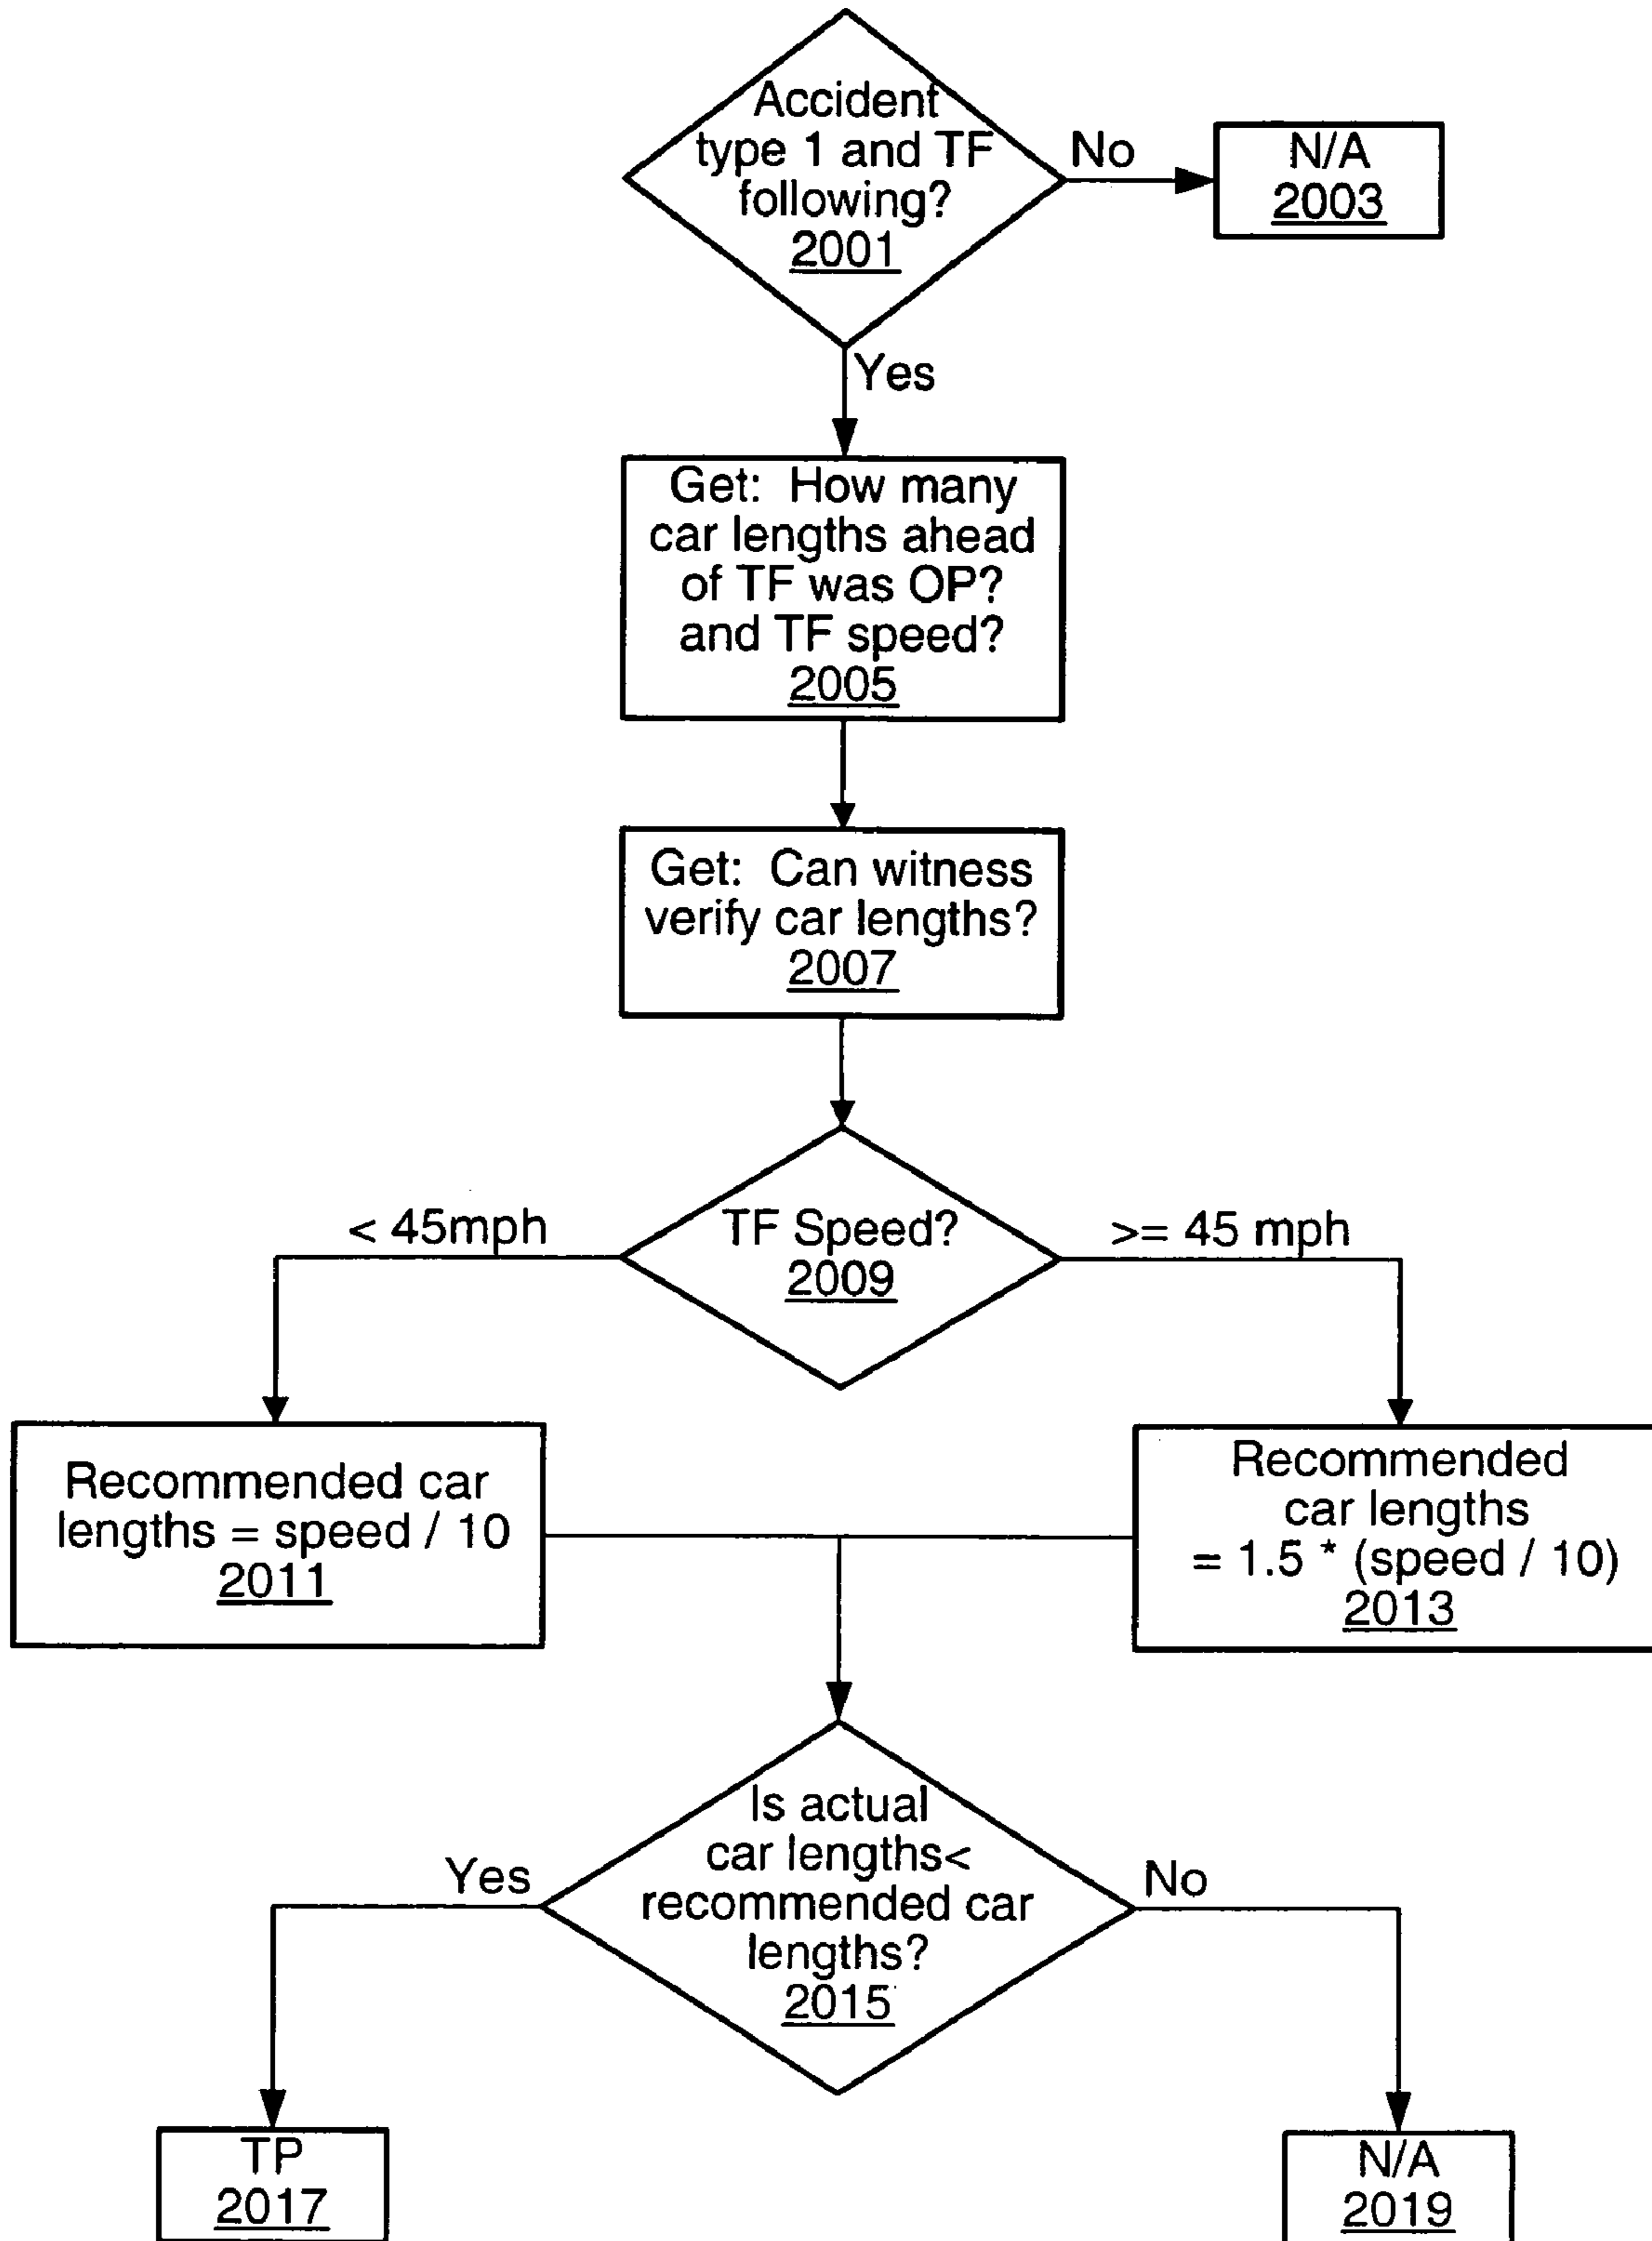 Accident
type 1 and TF
following?
2001
No
N/A
2003
Yes
Get: How many
car lengths ahead
of TF was OP?
and TF speed?
2005
Get: Can witness
verify car lengths?
2007
< 45mph
TF Speed?
2009
>= 45 mph
Recommended car
lengths = speed / 10
2011
Recommended
car lengths
= 1.5 * (speed / 10)
2013
Is actual
car lengths<
recommended car
lengths?
2015
Yes
No
TP
2017
N/A
2019